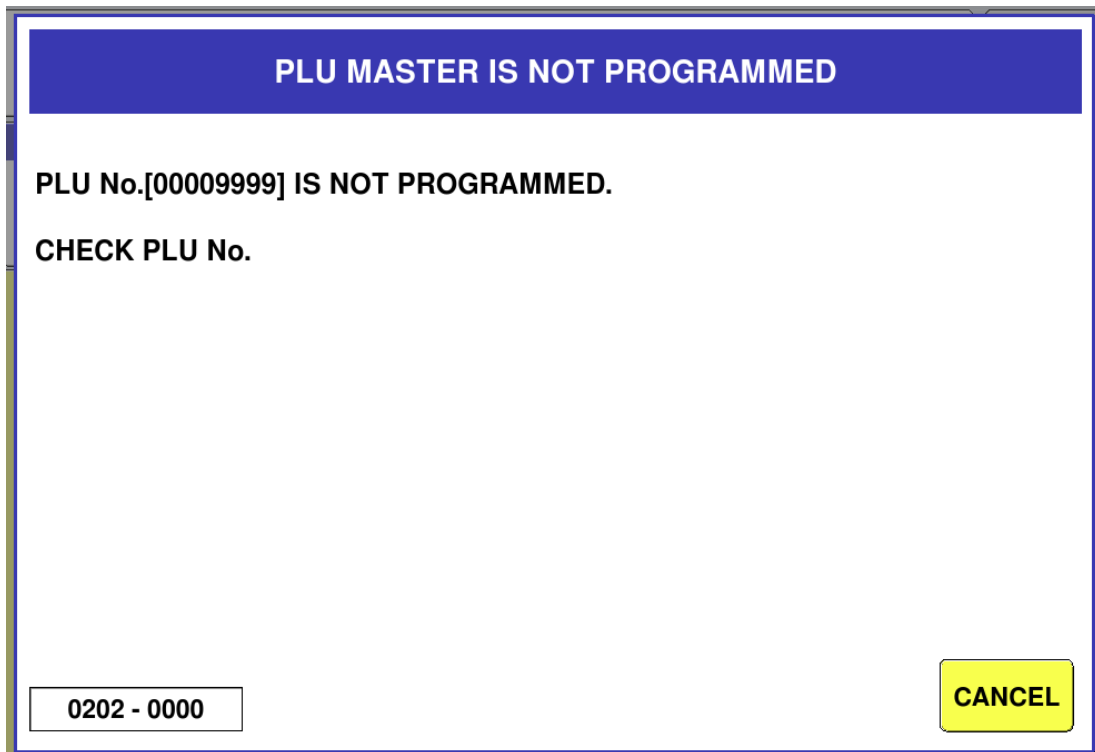 PLU MASTER IS NOT PROGRAMMED
PLU No.[00009999] IS NOT PROGRAMMED.
CHECK PLU No.
0202 - 0000
CANCEL